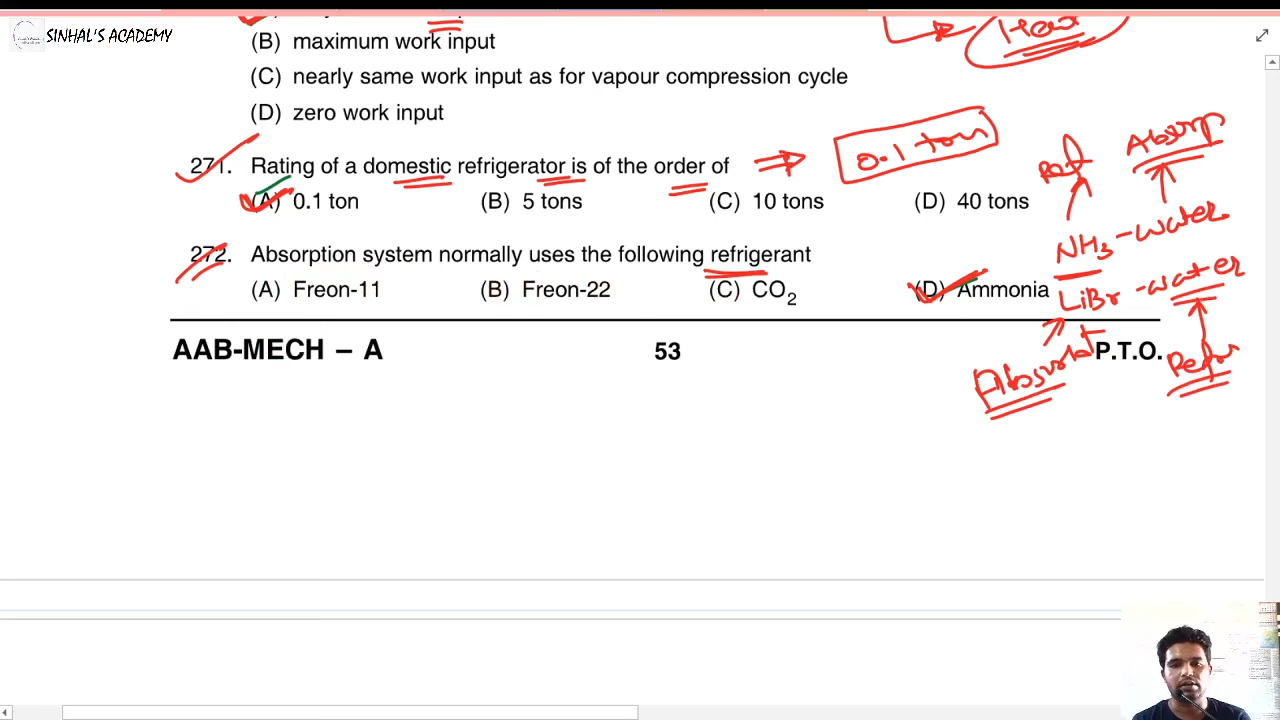 SINHAL'S ACADEMY
Heat
(B) maximum work input
(C) nearly same work input as for vapour compression cycle
(D) zero work input
271. Rating of a domestic refrigerator is of the order of
0.1 ton
(A) 0.1 ton (B) 5 tons (C) 10 tons (D) 40 tons
Ref Absorp
NH3-water
272. Absorption system normally uses the following refrigerant
(A) Freon-11 (B) Freon-22 (C) CO2 (D) Ammonia
LiBr-water
AAB-MECH – A 53 P.T.O.